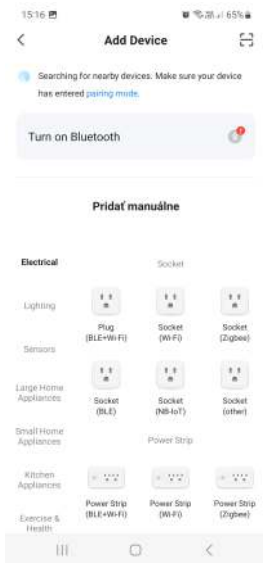 15:16
65%
Add Device
Searching for nearby devices. Make sure your device
has entered pairing mode.
Turn on Bluetooth
Pridať manuálne
Electrical
Socket
Lighting
Plug
(BLE+Wi-Fi)
Socket
(Wi-Fi)
Socket
(Zigbee)
Sensors
Large Home
Appliances
Socket
(BLE)
Socket
(NB-IoT)
Socket
(other)
Small Home
Appliances
Power Strip
Kitchen
Appliances
Power Strip
(BLE+Wi-Fi)
Power Strip
(Wi-Fi)
Power Strip
(Zigbee)
Exercise &
Health